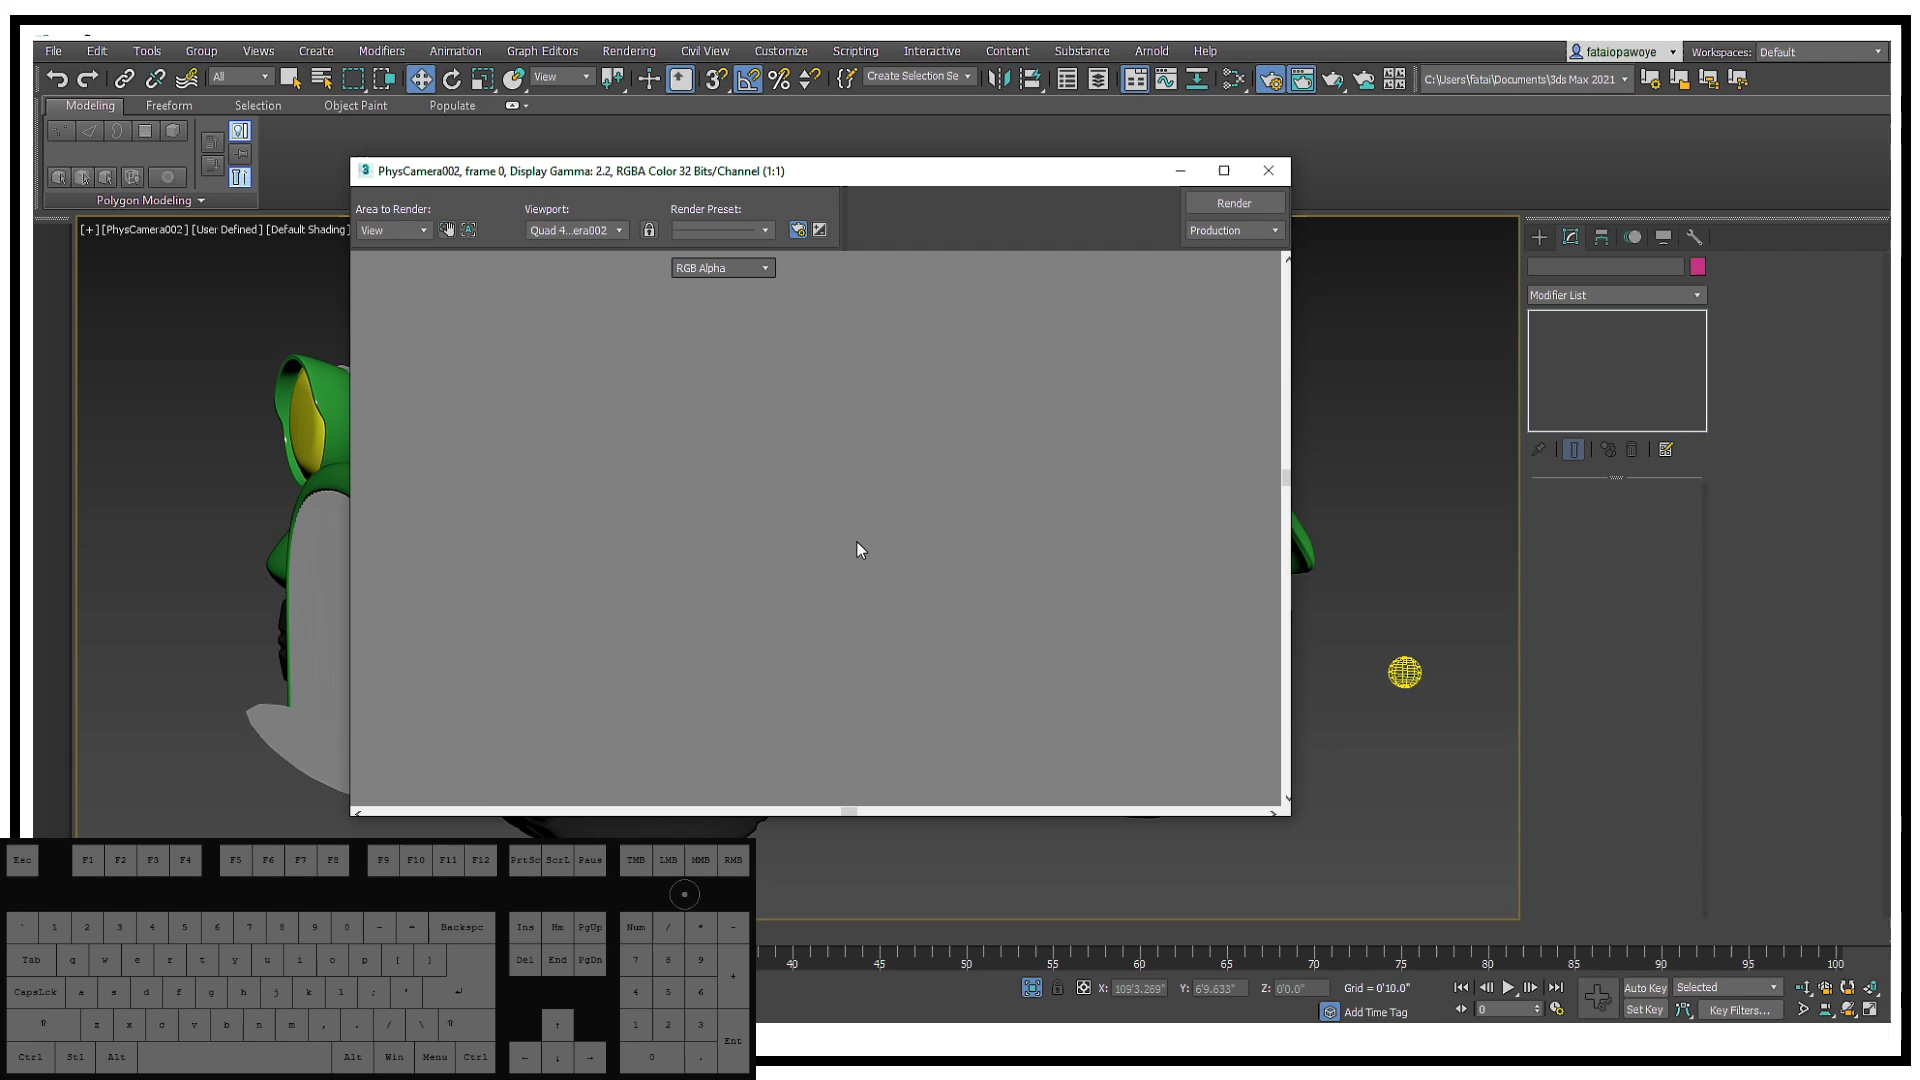 File Edit Tools Group Views Create Modifiers Animation Graph Editors Rendering Civil View Customize Scripting Interactive Content Substance Arnold Help
fataiopawoye Workspaces: Default
All View Create Selection Se C:\Users\fatai\Documents\3ds Max 2021
Modeling Freeform Selection Object Paint Populate
Polygon Modeling
PhysCamera002, frame 0, Display Gamma: 2.2, RGBA Color 32 Bits/Channel (1:1)
Area to Render: Viewport: Render Preset: Render
View Quad 4...era002 Production
RGB Alpha
[+] [PhysCamera002 ] [User Defined ] [Default Shading ]
Modifier List
Esc F1 F2 F3 F4 F5 F6 F7 F8 F9 F10 F11 F12 PrtSc ScrL Paus TMB LMB MMB RMB
` 1 2 3 4 5 6 7 8 9 0 - = Backspc Ins Hm PgUp Num / * -
Tab q w e r t y u i o p [ ] Del End PgDn 7 8 9 +
CapsLck a s d f g h j k l ; ' ↵ 4 5 6
⇧ z x c v b n m , . / \ ⇧ ↑ 1 2 3
Ctrl Stl Alt Alt Win Menu Ctrl ← ↓ → 0 . Ent
40 45 50 55 60 65 70 75 80 85 90 95 100
X: 109'3.269" Y: 6'9.633" Z: 0'0.0" Grid = 0'10.0" Auto Key Selected
Add Time Tag 0 Set Key Key Filters...